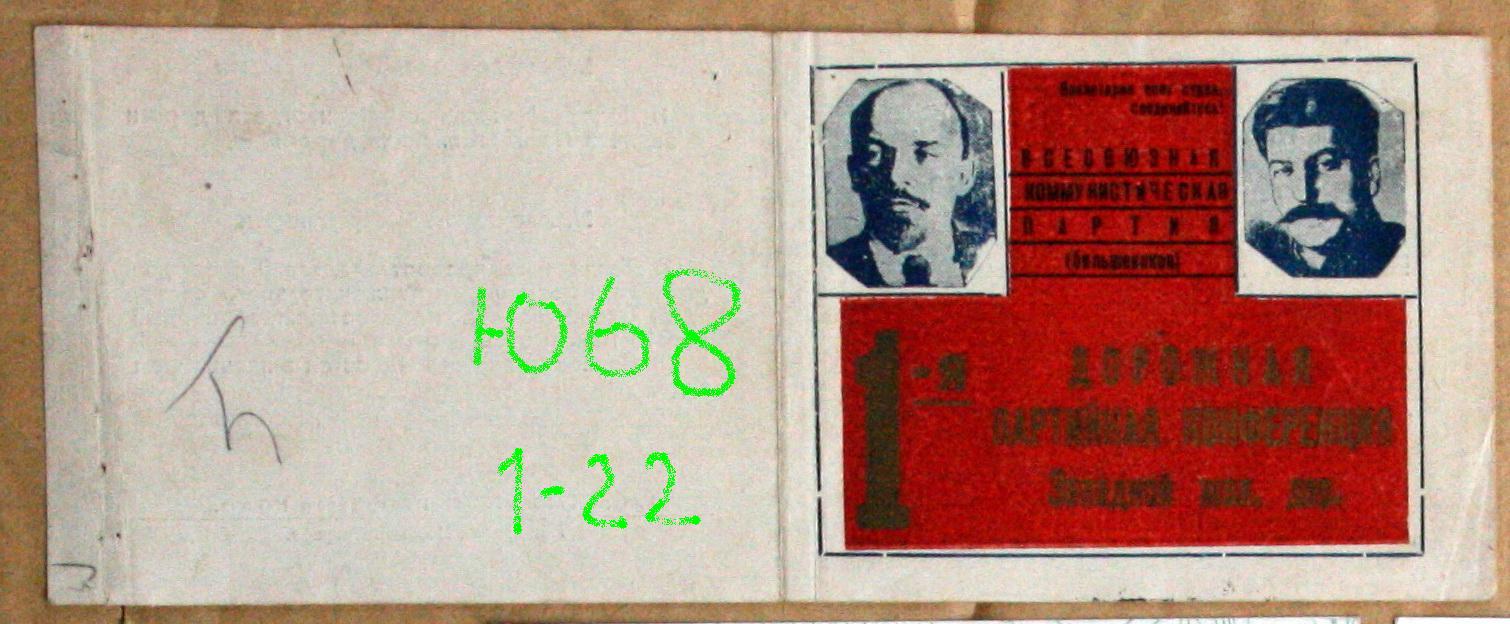 Ю68
1-22
Пролетарии всех стран,
соединяйтесь!
ВСЕСОЮЗНАЯ
КОММУНИСТИЧЕСКАЯ
ПАРТИЯ
(большевиков)
1-я ДОРОЖНАЯ
ПАРТИЙНАЯ КОНФЕРЕНЦИЯ
Западной жел. дор.